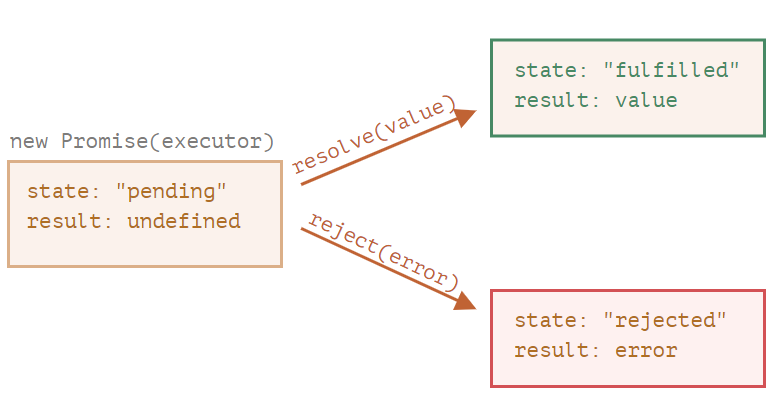 new Promise(executor)
state: "pending"
result: undefined
resolve(value)
reject(error)
state: "fulfilled"
result: value
state: "rejected"
result: error